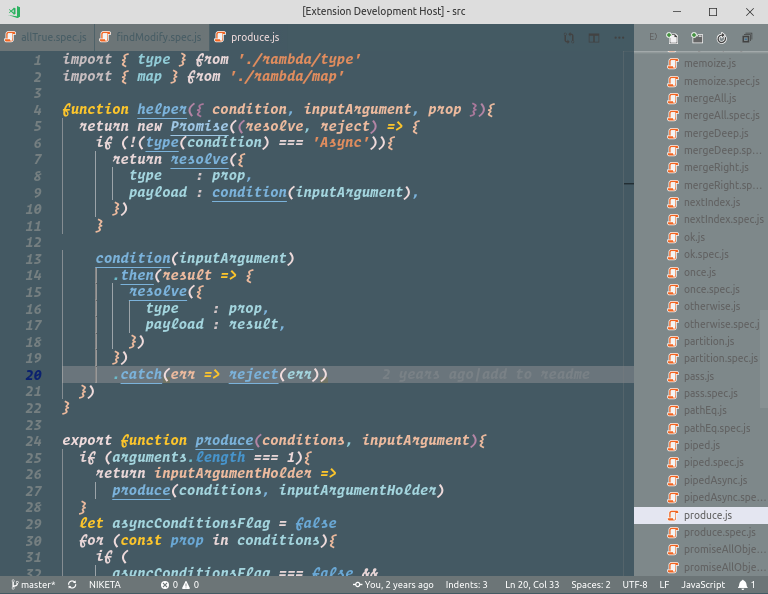 [Extension Development Host] - src
allTrue.spec.js
findModify.spec.js
produce.js
1 import { type } from './rambda/type'
2 import { map } from './rambda/map'
3
4 function helper({ condition, inputArgument, prop }){
5 return new Promise((resolve, reject) => {
6 if (!(type(condition) === 'Async')){
7 return resolve({
8 type : prop,
9 payload : condition(inputArgument),
10 })
11 }
12
13 condition(inputArgument)
14 .then(result => {
15 resolve({
16 type : prop,
17 payload : result,
18 })
19 })
20 .catch(err => reject(err)) 2 years ago|add to readme
21 })
22 }
23
24 export function produce(conditions, inputArgument){
25 if (arguments.length === 1){
26 return inputArgumentHolder =>
27 produce(conditions, inputArgumentHolder)
28 }
29 let asyncConditionsFlag = false
30 for (const prop in conditions){
31 if (
32 asyncConditionsFlag === false &&
E
memoize.js
memoize.spec.js
mergeAll.js
mergeAll.spec.js
mergeDeep.js
mergeDeep.sp...
mergeRight.js
mergeRight.sp...
nextIndex.js
nextIndex.spec.js
ok.js
ok.spec.js
once.js
once.spec.js
otherwise.js
otherwise.spec.j
partition.js
partition.spec.js
pass.js
pass.spec.js
pathEq.js
pathEq.spec.js
piped.js
piped.spec.js
pipedAsync.js
pipedAsync.spe...
produce.js
produce.spec.js
promiseAllObje...
promiseAllObje...
master* NIKETA 0 0 You, 2 years ago Indents: 3 Ln 20, Col 33 Spaces: 2 UTF-8 LF JavaScript 1